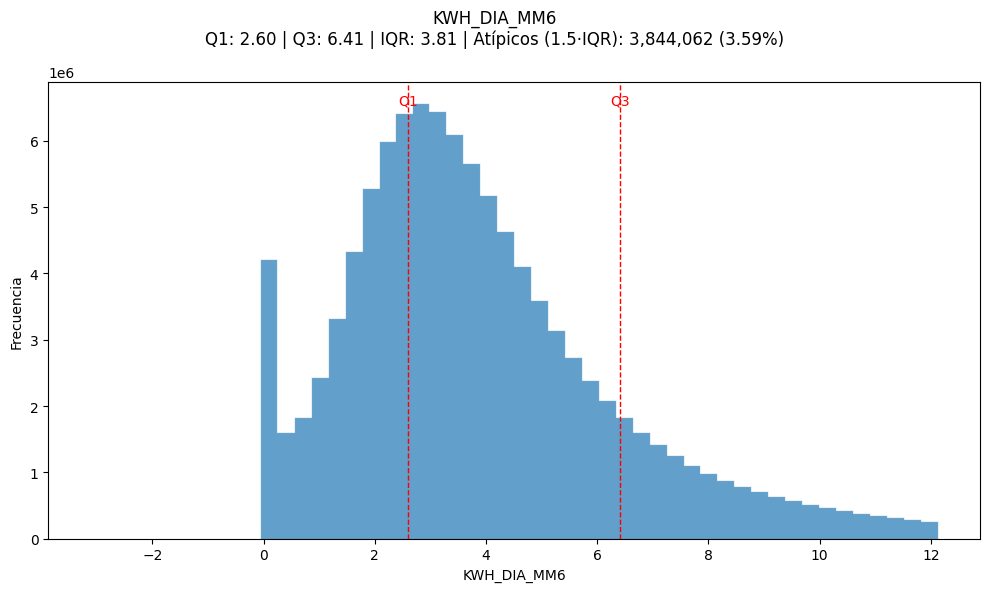 KWH_DIA_MM6
Q1: 2.60 | Q3: 6.41 | IQR: 3.81 | Atípicos (1.5·IQR): 3,844,062 (3.59%)
1e6
Q1
Q3
6
5
4
3
2
1
0
Frecuencia
−2
0
2
4
6
8
10
12
KWH_DIA_MM6